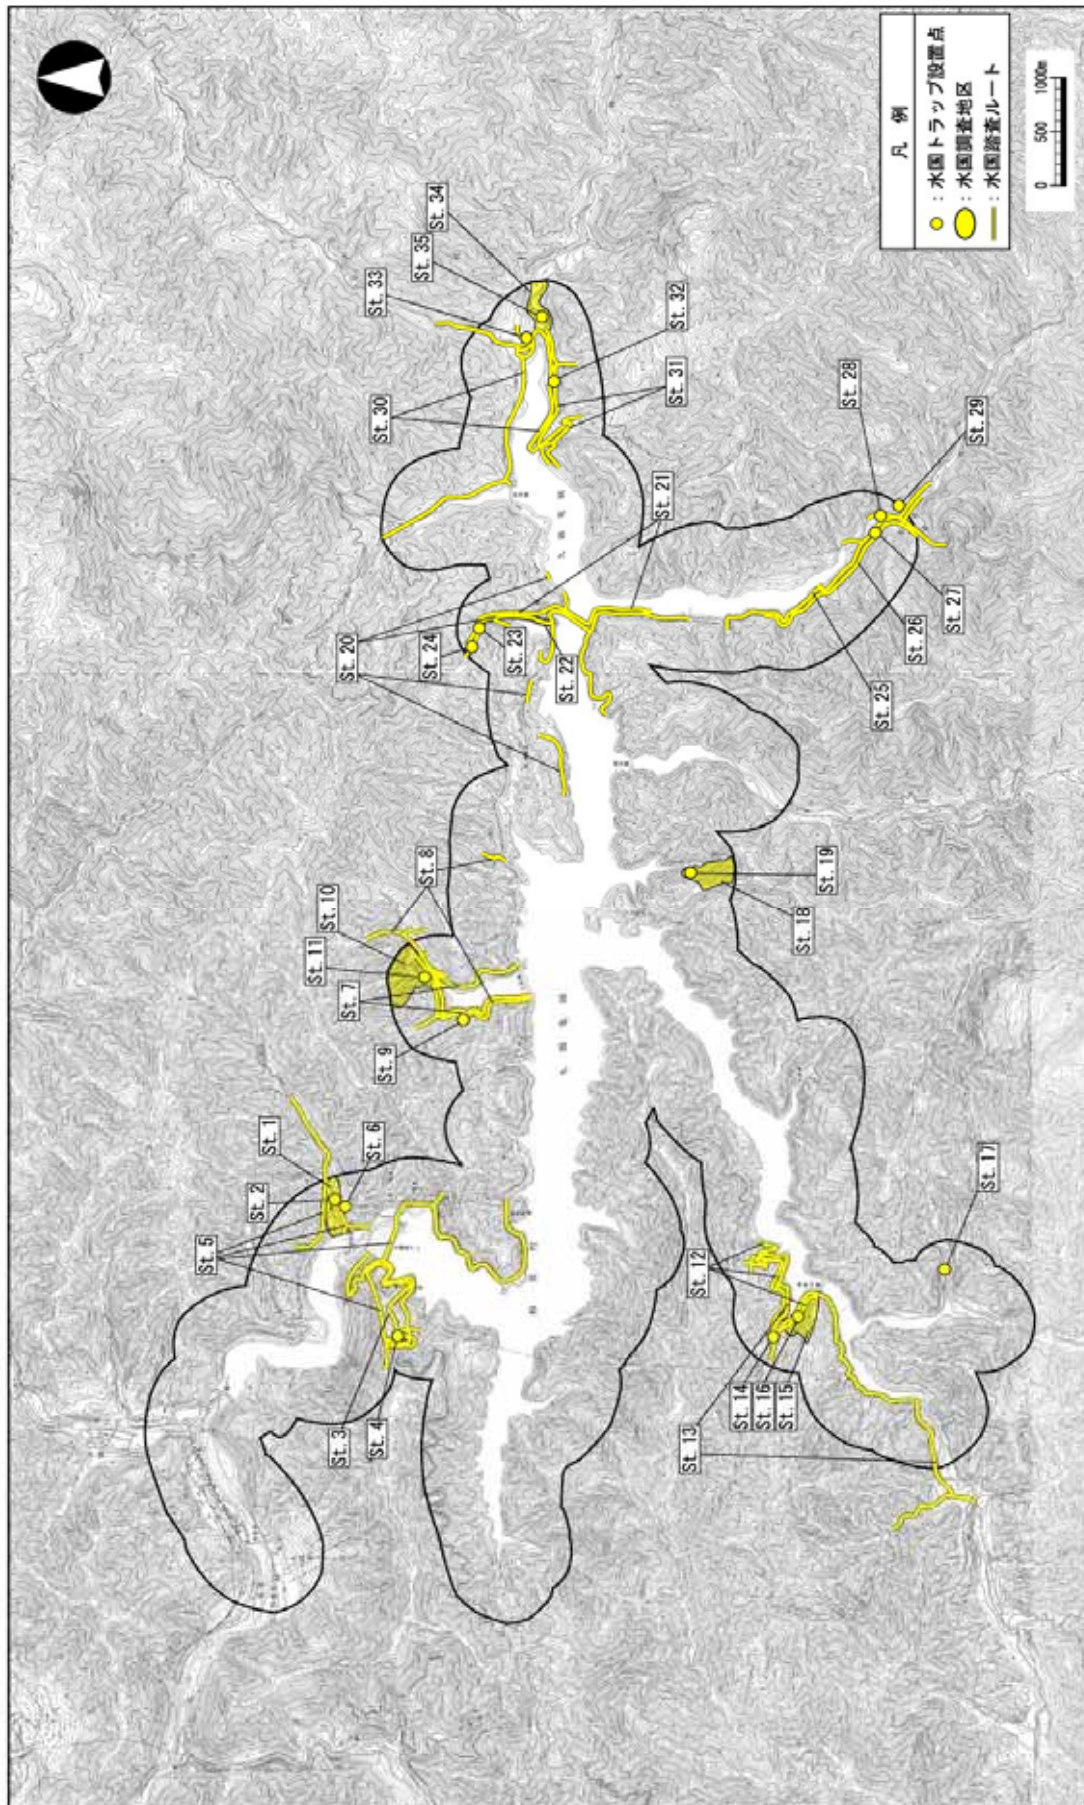 凡 例
：水国トラップ設置点
：水国調査地区
：水国踏査ルート
0 500 1000m
St. 1
St. 2
St. 3
St. 4
St. 5
St. 6
St. 7
St. 8
St. 9
St. 10
St. 11
St. 12
St. 13
St. 14
St. 15
St. 16
St. 17
St. 18
St. 19
St. 20
St. 21
St. 22
St. 23
St. 24
St. 25
St. 26
St. 27
St. 28
St. 29
St. 30
St. 31
St. 32
St. 33
St. 34
St. 35